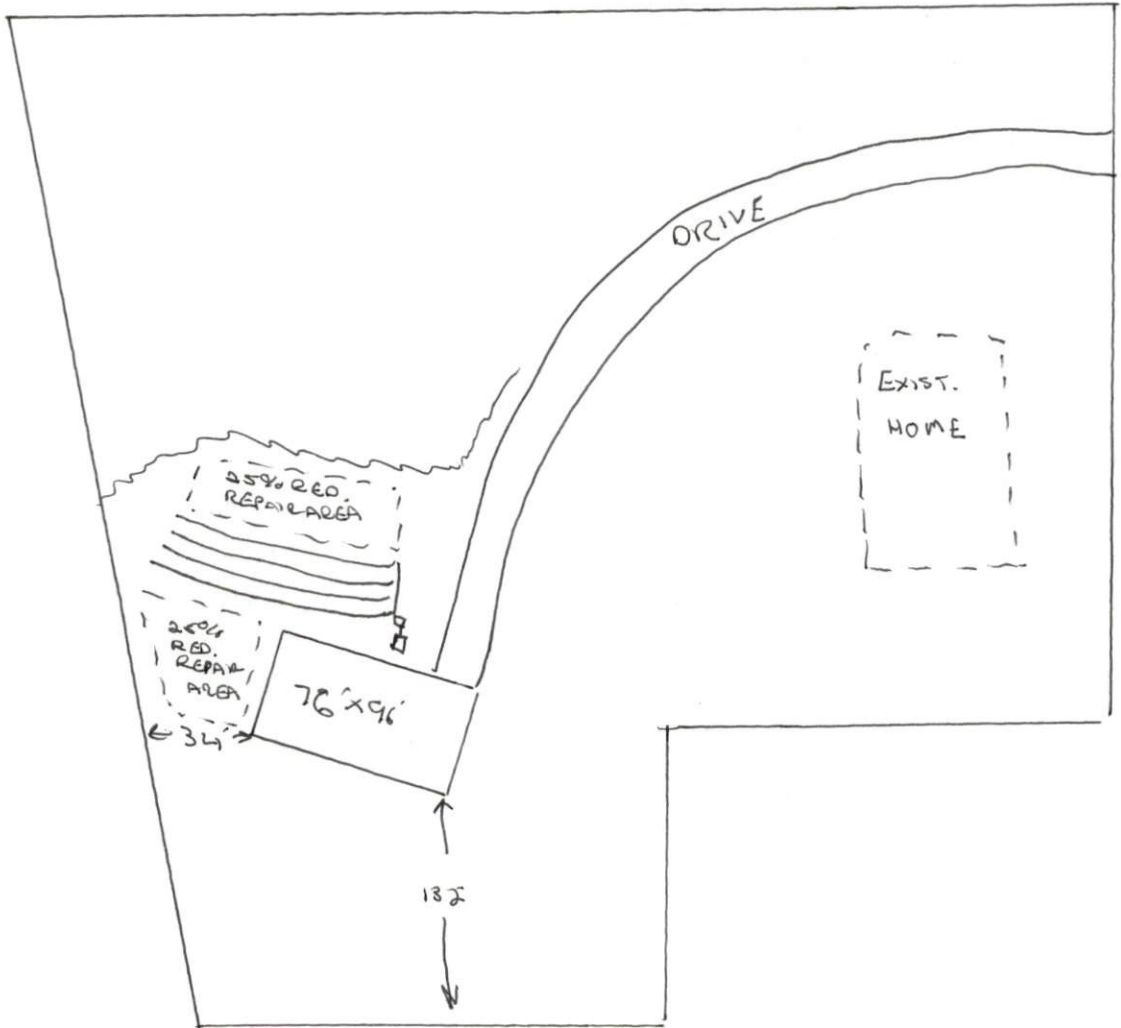 DRIVE
EXIST.
HOME
25% RED.
REPAIR AREA
25%
RED.
REPAIR
AREA
76'x96'
34'
132